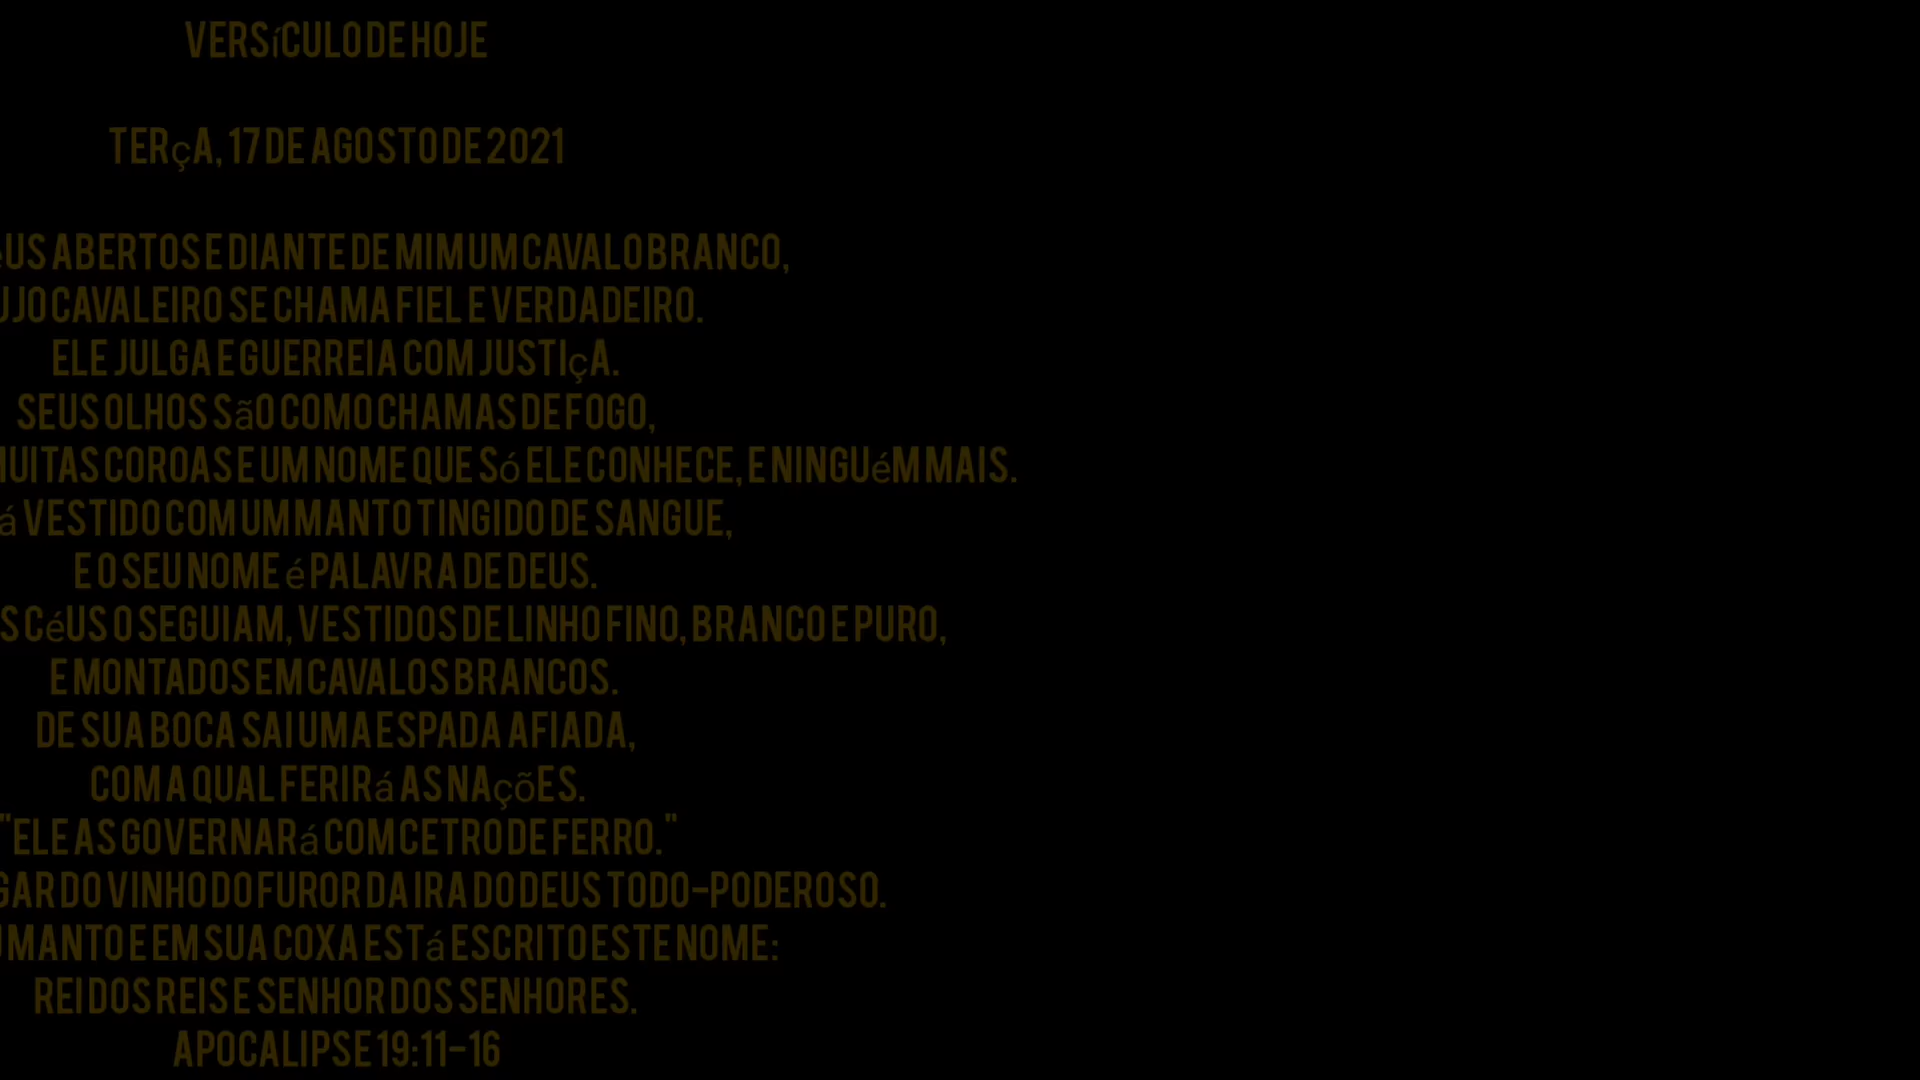 VERSíCULO DE HOJE
TERçA, 17 DE AGOSTO DE 2021
ABERTOS E DIANTE DE MIM UM CAVALO BRANCO,
CAVALEIRO SE CHAMA FIEL E VERDADEIRO.
ELE JULGA E GUERREIA COM JUSTIçA.
SEUS OLHOS SãO COMO CHAMAS DE FOGO,
COROAS E UM NOME QUE Só ELE CONHECE, E NINGUéM MAIS.
VESTIDO COM UM MANTO TINGIDO DE SANGUE,
E O SEU NOME é PALAVRA DE DEUS.
CéUS O SEGUIAM, VESTIDOS DE LINHO FINO, BRANCO E PURO,
E MONTADOS EM CAVALOS BRANCOS.
DE SUA BOCA SAI UMA ESPADA AFIADA,
COM A QUAL FERIRá AS NAçõES.
"ELE AS GOVERNARá COM CETRO DE FERRO."
DO VINHO DO FUROR DA IRA DO DEUS TODO-PODEROSO.
MANTO E EM SUA COXA ESTá ESCRITO ESTE NOME:
REI DOS REIS E SENHOR DOS SENHORES.
APOCALIPSE 19:11-16